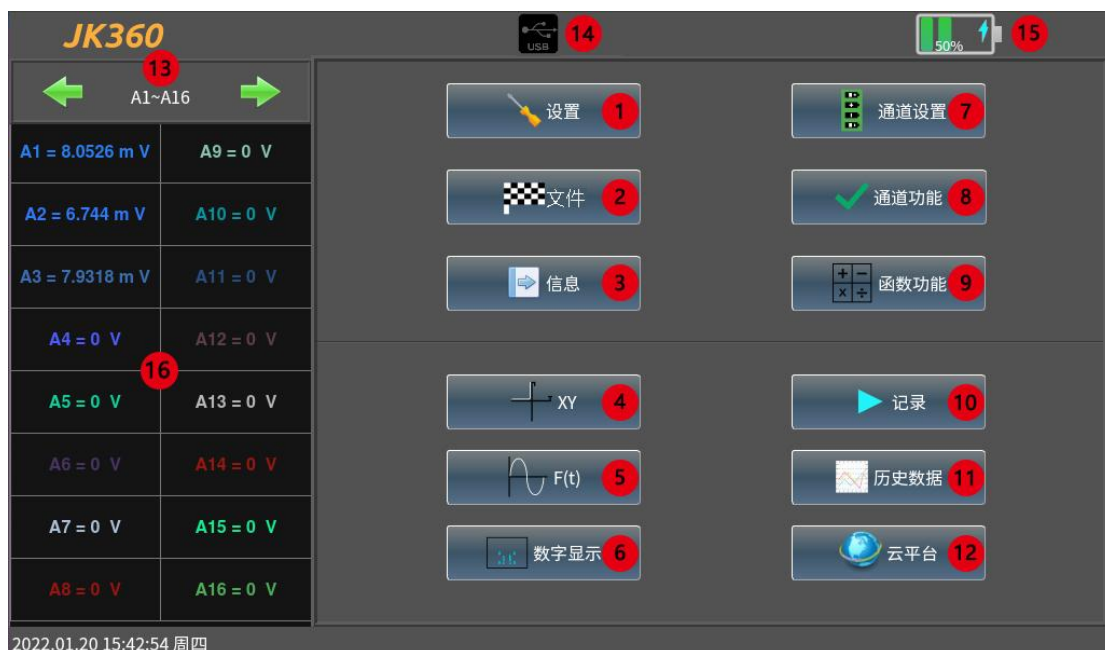 JK360
USB
14
50%
15
13
A1~A16
设置 1
通道设置 7
A1 = 8.0526 m V
A9 = 0 V
文件 2
通道功能 8
A2 = 6.744 m V
A10 = 0 V
信息 3
函数功能 9
A3 = 7.9318 m V
A11 = 0 V
A4 = 0 V
A12 = 0 V
16
XY 4
记录 10
A5 = 0 V
A13 = 0 V
F(t) 5
历史数据 11
A6 = 0 V
A14 = 0 V
数字显示 6
云平台 12
A7 = 0 V
A15 = 0 V
A8 = 0 V
A16 = 0 V
2022.01.20 15:42:54 周四